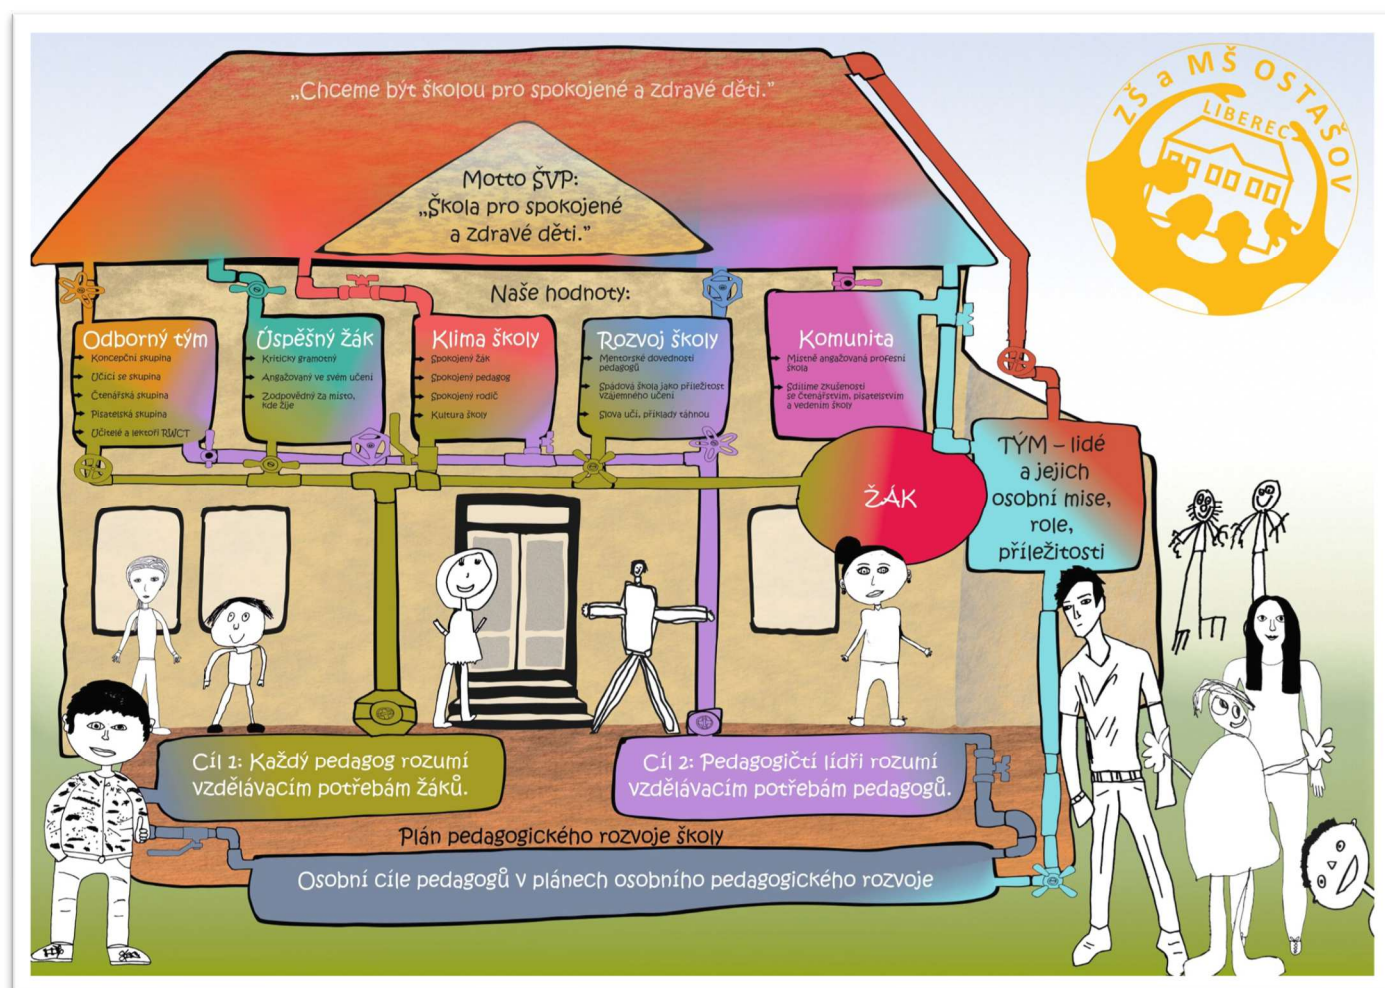 „Chceme být školou pro spokojené a zdravé děti.”
ZŠ a MŠ OSTAŠOV
LIBEREC
Motto ŠVP:
„Škola pro spokojené
a zdravé děti.”
Naše hodnoty:
Odborný tým
Koncepční skupina
Učící se skupina
Čtenářská skupina
Pisatelská skupina
Učitelé a lektoři RWCT
Úspěšný žák
Kriticky gramotný
Angažovaný ve svém učení
Zodpovědný za místo,
kde žije
Klima školy
Spokojený žák
Spokojený pedagog
Spokojený rodič
Kultura školy
Rozvoj školy
Mentorské dovednosti
pedagogů
Spádová škola jako příležitost
vzájemného učení
Slova učí, příklady táhnou
Komunita
Místně angažovaná profesní
škola
Sdílíme zkušenosti
se čtenářstvím, pisatelstvím
a vedením školy
ŽÁK
TÝM – lidé
a jejich
osobní mise,
role,
příležitosti
Cíl 1: Každý pedagog rozumí
vzdělávacím potřebám žáků.
Cíl 2: Pedagogičtí lídři rozumí
vzdělávacím potřebám pedagogů.
Plán pedagogického rozvoje školy
Osobní cíle pedagogů v plánech osobního pedagogického rozvoje